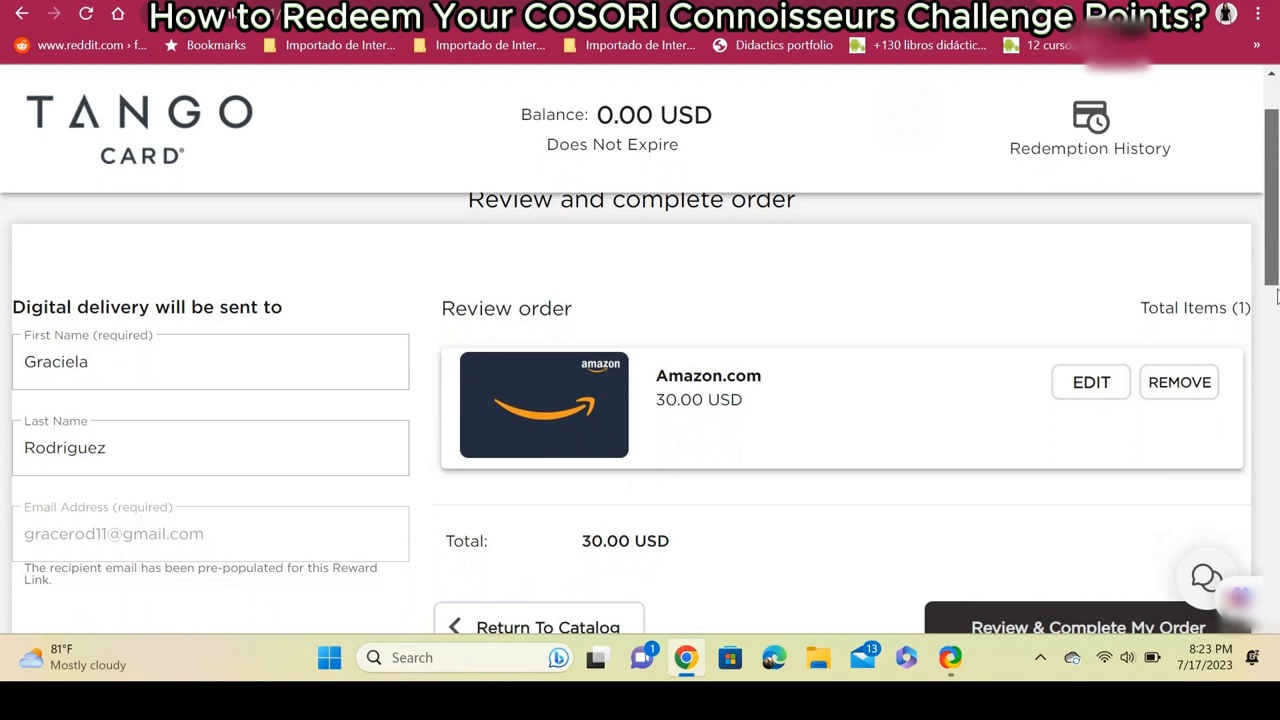 How to Redeem Your COSORI Connoisseurs Challenge Points?
www.reddit.com › f... Bookmarks Importado de Inter... Importado de Inter... Importado de Inter... Didactics portfolio +130 libros didáctic... 12 curso »
TANGO
CARD®
Balance: 0.00 USD
Does Not Expire
Redemption History
Review and complete order
Digital delivery will be sent to
First Name (required)
Graciela
Last Name
Rodriguez
Email Address (required)
gracerod11@gmail.com
The recipient email has been pre-populated for this Reward
Link.
Review order
Total Items (1)
amazon
Amazon.com
30.00 USD
EDIT
REMOVE
Total: 30.00 USD
Return To Catalog
Review & Complete My Order
81°F
Mostly cloudy
Search
1
13
8:23 PM
7/17/2023